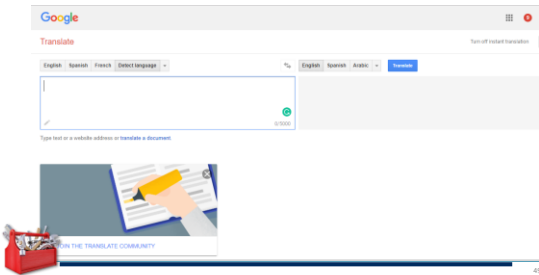 Google
Translate
Turn off instant translation
English Spanish French Detect language
English Spanish Arabic Translate
0/5000
Type text or a website address or translate a document.
JOIN THE TRANSLATE COMMUNITY